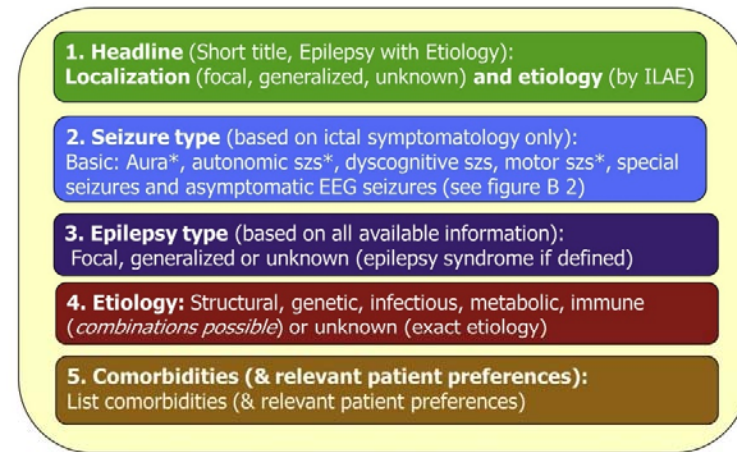 1. Headline (Short title, Epilepsy with Etiology):
Localization (focal, generalized, unknown) and etiology (by ILAE)
2. Seizure type (based on ictal symptomatology only):
Basic: Aura*, autonomic szs*, dyscognitive szs, motor szs*, special
seizures and asymptomatic EEG seizures (see figure B 2)
3. Epilepsy type (based on all available information):
Focal, generalized or unknown (epilepsy syndrome if defined)
4. Etiology: Structural, genetic, infectious, metabolic, immune
(combinations possible) or unknown (exact etiology)
5. Comorbidities (& relevant patient preferences):
List comorbidities (& relevant patient preferences)